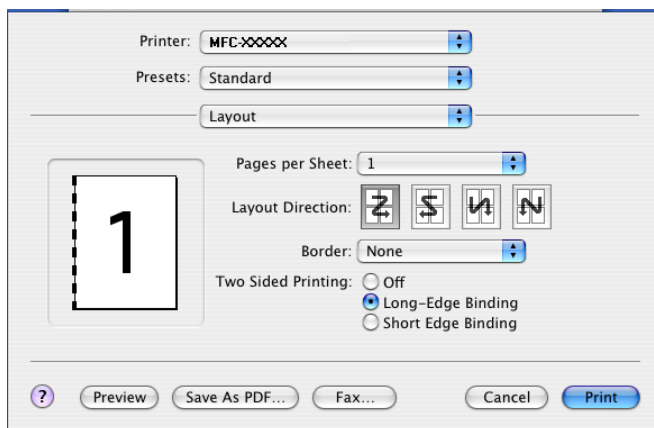 Printer: MFC-XXXXX
Presets: Standard
Layout
Pages per Sheet: 1
Layout Direction:
Border: None
Two Sided Printing: Off
Long-Edge Binding
Short Edge Binding
1
? Preview Save As PDF... Fax... Cancel Print